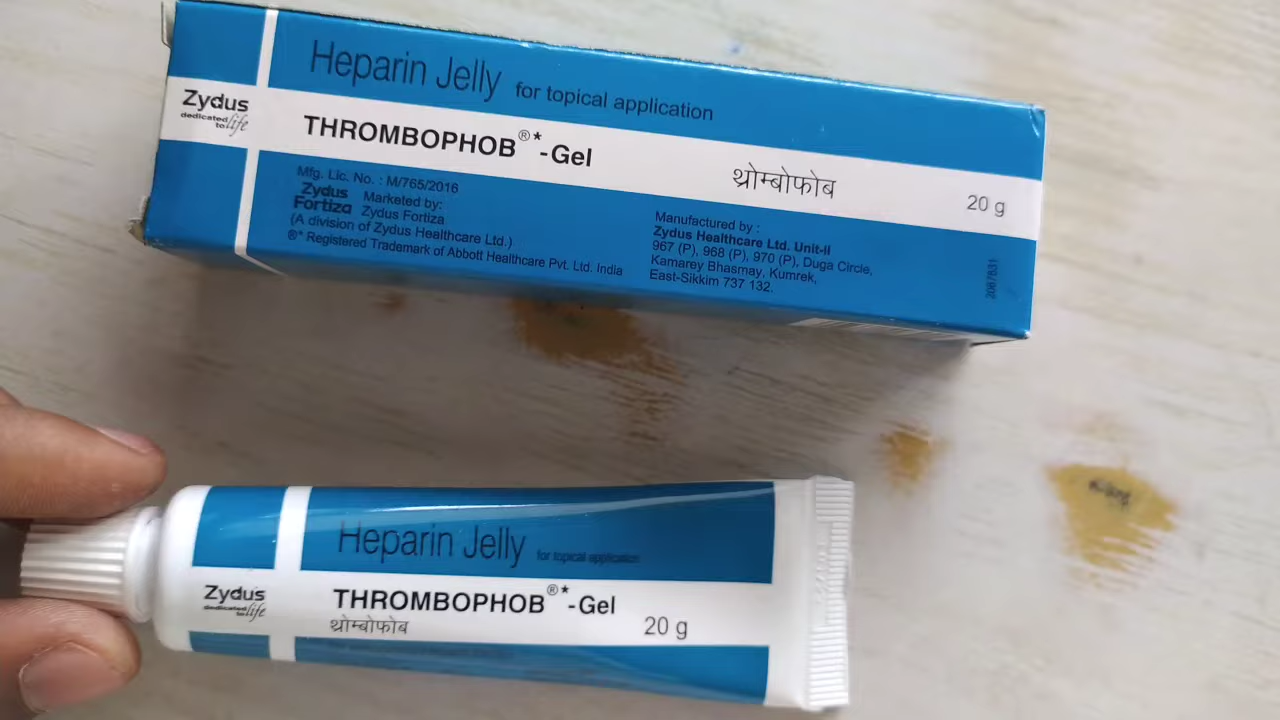 Heparin Jelly for topical application
Zydus
dedicated
to life
THROMBOPHOB®*-Gel
थ्रोम्बोफोब
20 g
Mfg. Lic. No. : M/765/2016
Zydus
Fortiza
Marketed by:
Zydus Fortiza
(A division of Zydus Healthcare Ltd.)
®* Registered Trademark of Abbott Healthcare Pvt. Ltd. India
Manufactured by :
Zydus Healthcare Ltd. Unit-II
967 (P), 968 (P), 970 (P), Duga Circle,
Kamarey Bhasmay, Kumrek,
East-Sikkim 737 132.
2087831
Heparin Jelly for topical application
Zydus
dedicated
to life
THROMBOPHOB®*-Gel
थ्रोम्बोफोब
20 g